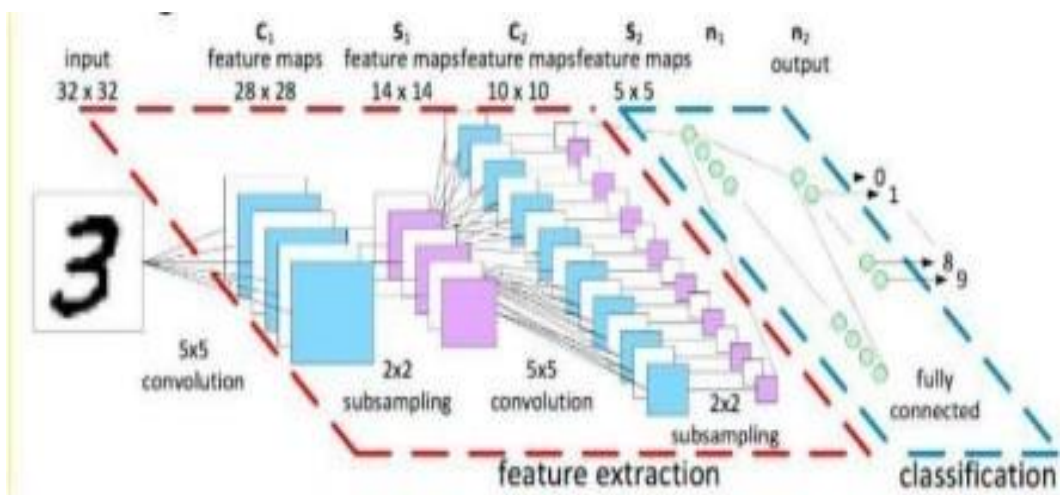 C₁ S₁ C₂ S₂ n₁ n₂
input feature maps feature maps feature maps feature maps output
32 x 32 28 x 28 14 x 14 10 x 10 5 x 5
3
0
1
8
9
5x5
convolution
2x2
subsampling
5x5
convolution
2x2
subsampling
fully
connected
feature extraction
classification